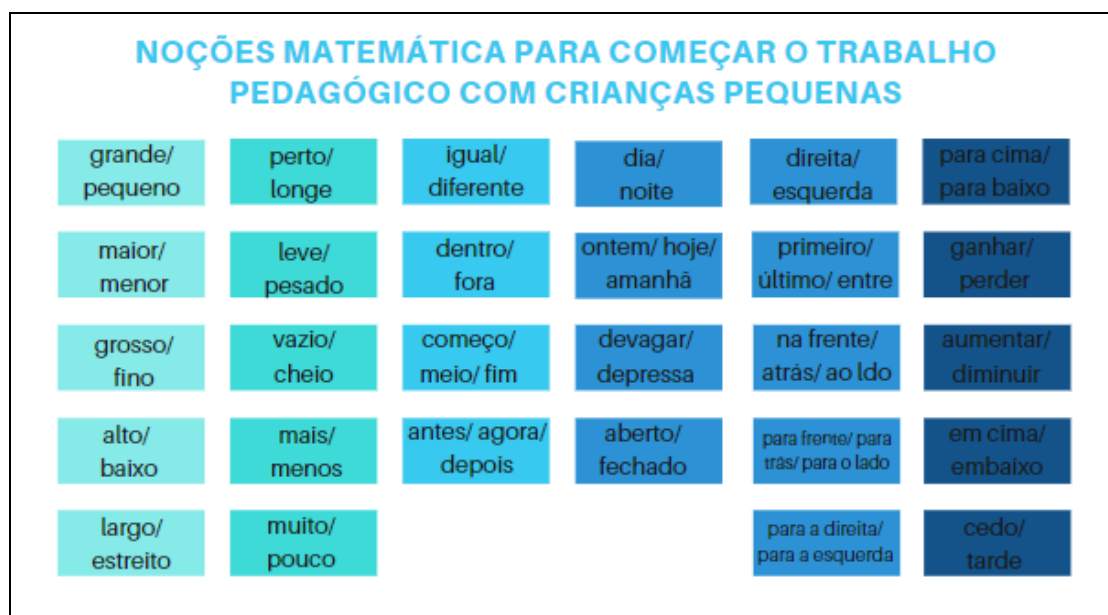 NOÇÕES MATEMÁTICA PARA COMEÇAR O TRABALHO
PEDAGÓGICO COM CRIANÇAS PEQUENAS
grande/
pequeno
perto/
longe
igual/
diferente
dia/
noite
direita/
esquerda
para cima/
para baixo
maior/
menor
leve/
pesado
dentro/
fora
ontem/ hoje/
amanhã
primeiro/
último/ entre
ganhar/
perder
grosso/
fino
vazio/
cheio
começo/
meio/ fim
devagar/
depressa
na frente/
atrás/ ao ldo
aumentar/
diminuir
alto/
baixo
mais/
menos
antes/ agora/
depois
aberto/
fechado
para frente/ para
trás/ para o lado
em cima/
embaixo
largo/
estreito
muito/
pouco
para a direita/
para a esquerda
cedo/
tarde